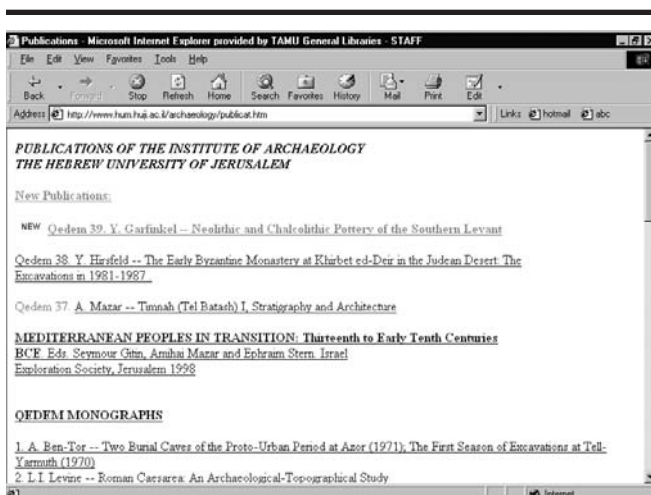 Publications - Microsoft Internet Explorer provided by TAMU General Libraries - STAFF
File Edit View Favorites Tools Help
Back Forward Stop Refresh Home Search Favorites History Mail Print Edit
Address http://www.hum.huji.ac.il/archaeology/publicat.htm Links hotmail abc
PUBLICATIONS OF THE INSTITUTE OF ARCHAEOLOGY
THE HEBREW UNIVERSITY OF JERUSALEM
New Publications:
NEW Qedem 39. Y. Garfinkel -- Neolithic and Chalcolithic Pottery of the Southern Levant
Qedem 38. Y. Hirsfeld -- The Early Byzantine Monastery at Khirbet ed-Deir in the Judean Desert: The
Excavations in 1981-1987 .
Qedem 37. A. Mazar -- Timnah (Tel Batash) I, Stratigraphy and Architecture
MEDITERRANEAN PEOPLES IN TRANSITION: Thirteenth to Early Tenth Centuries
BCE. Eds. Seymour Gitin, Amihai Mazar and Ephraim Stern. Israel
Exploration Society, Jerusalem 1998
QEDEM MONOGRAPHS
1. A. Ben-Tor -- Two Burial Caves of the Proto-Urban Period at Azor (1971); The First Season of Excavations at Tell-
Yarmuth (1970)
2. L.I. Levine -- Roman Caesarea: An Archaeological-Topographical Study
Internet